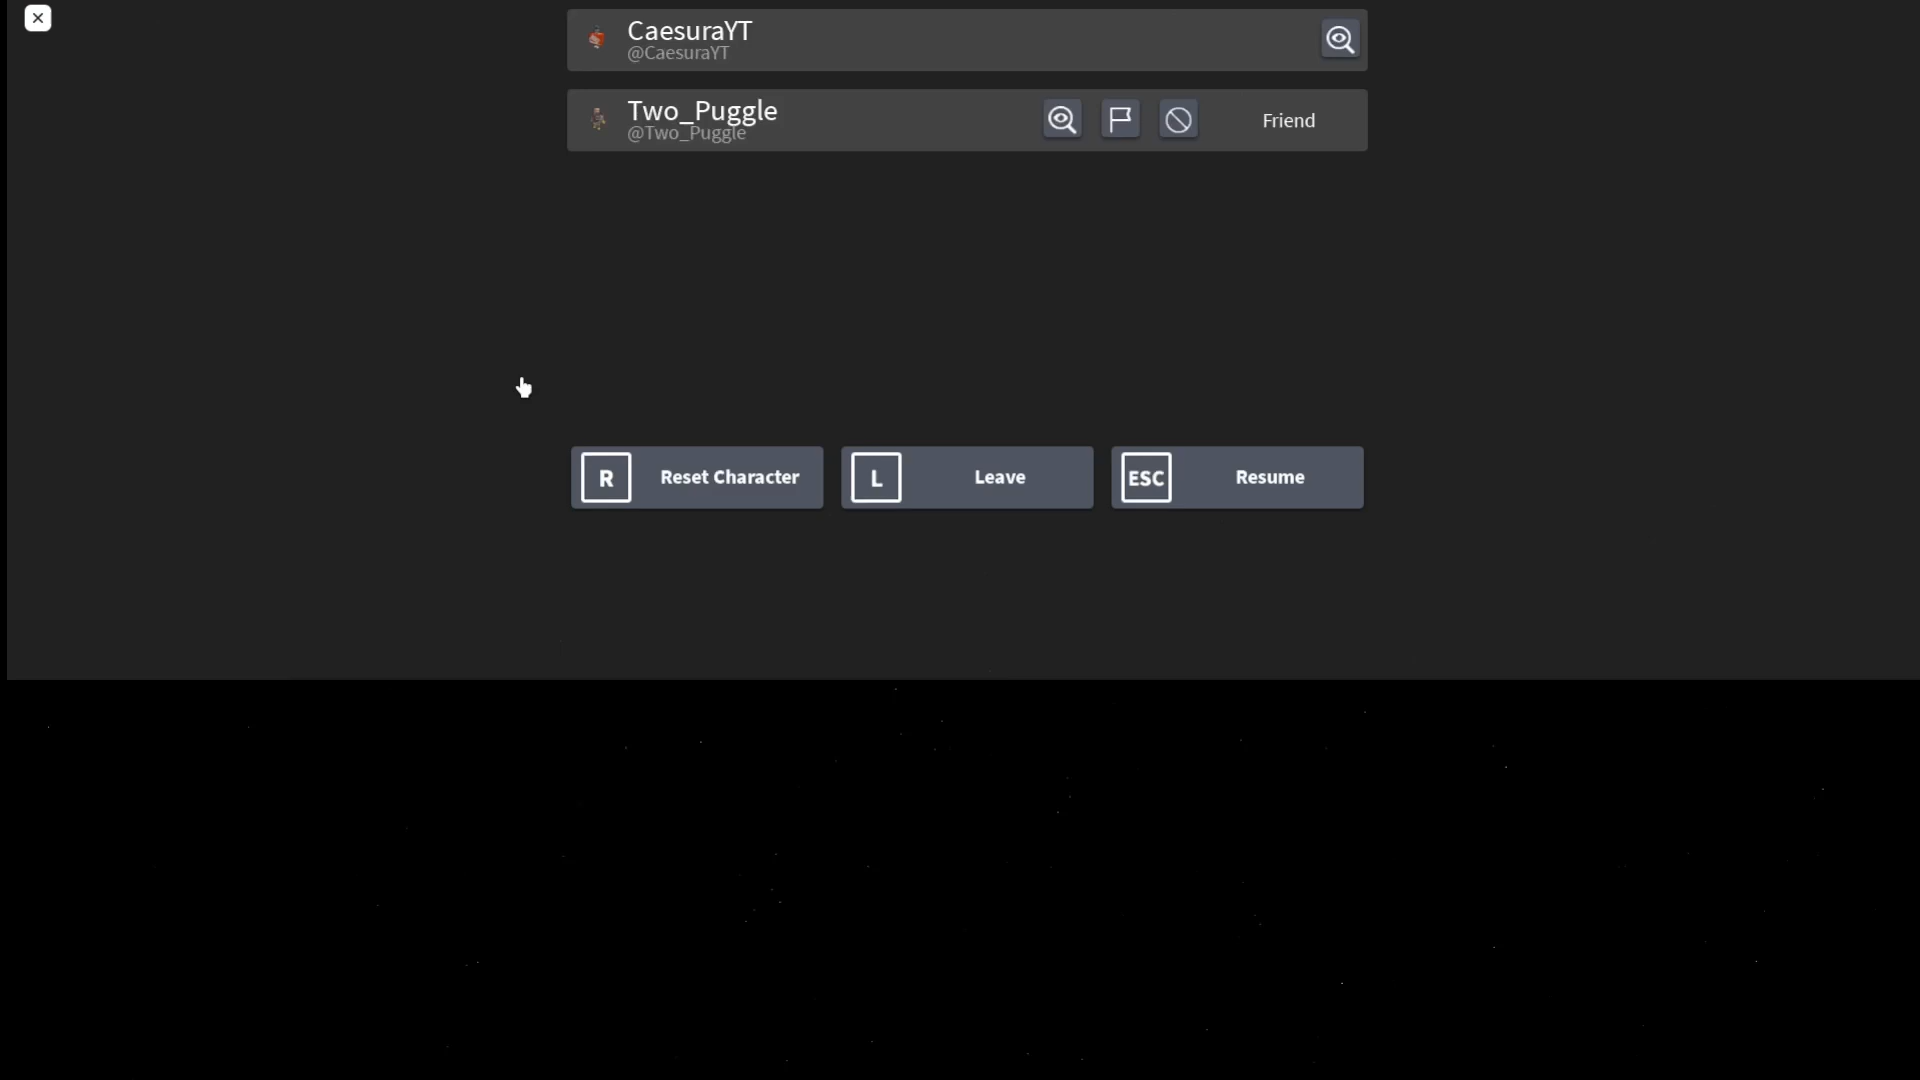 CaesuraYT
@CaesuraYT
Two_Puggle
@Two_Puggle
Friend
R Reset Character
L Leave
ESC Resume